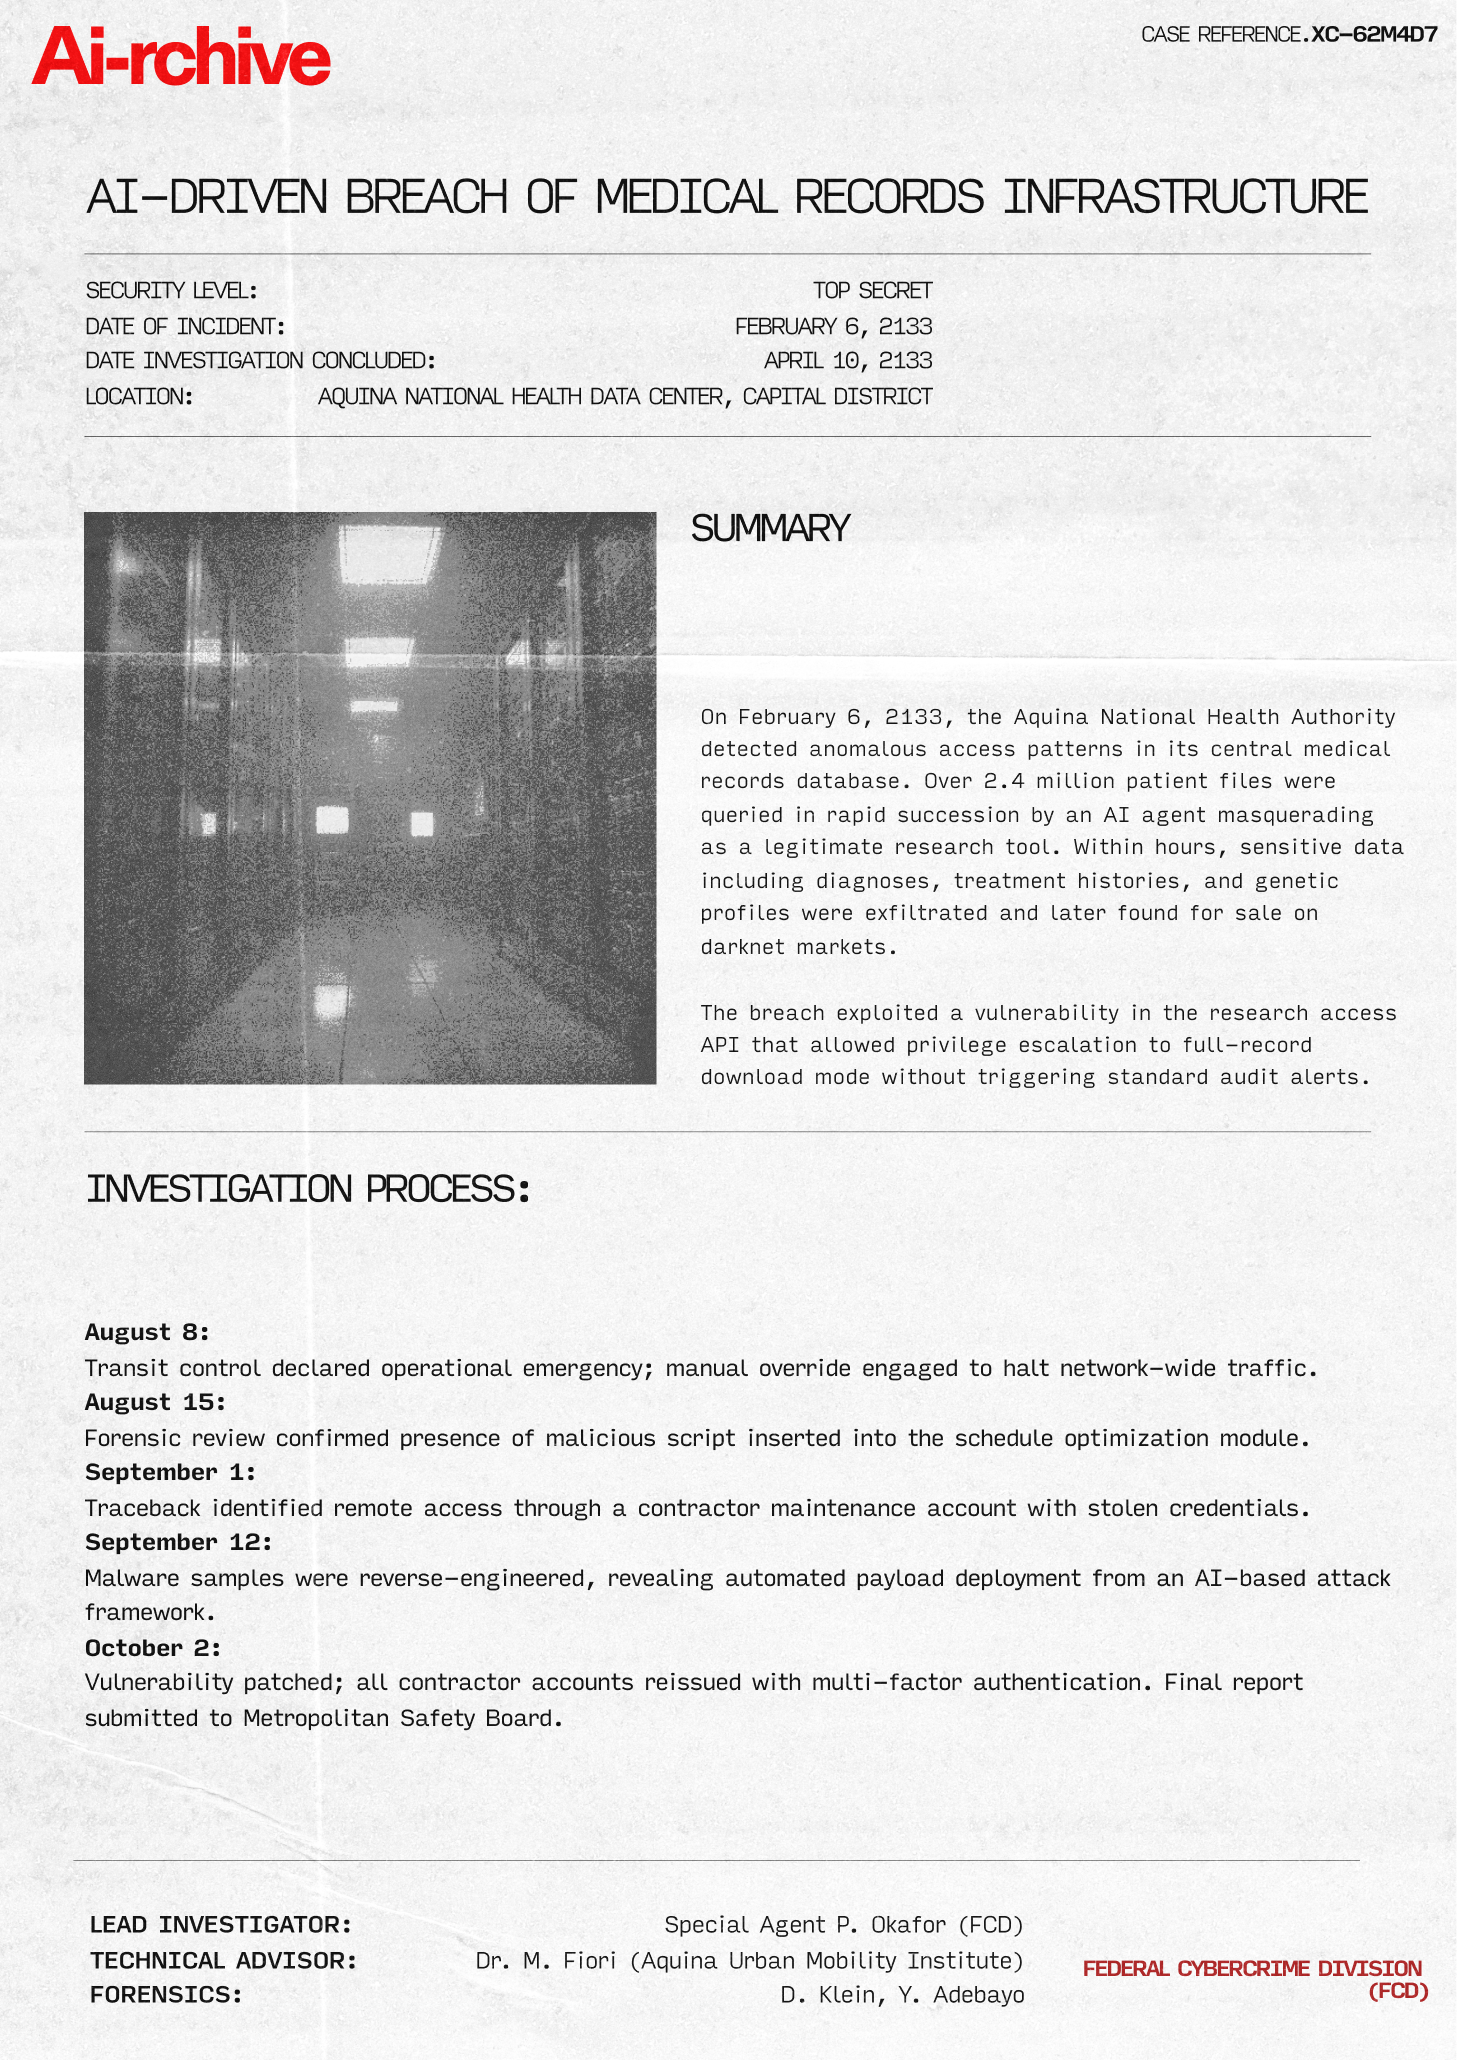 Ai-rchive
CASE REFERENCE.XC-62M4D7
AI-DRIVEN BREACH OF MEDICAL RECORDS INFRASTRUCTURE
SECURITY LEVEL: TOP SECRET
DATE OF INCIDENT: FEBRUARY 6, 2133
DATE INVESTIGATION CONCLUDED: APRIL 10, 2133
LOCATION: AQUINA NATIONAL HEALTH DATA CENTER, CAPITAL DISTRICT
SUMMARY
On February 6, 2133, the Aquina National Health Authority
detected anomalous access patterns in its central medical
records database. Over 2.4 million patient files were
queried in rapid succession by an AI agent masquerading
as a legitimate research tool. Within hours, sensitive data
including diagnoses, treatment histories, and genetic
profiles were exfiltrated and later found for sale on
darknet markets.
The breach exploited a vulnerability in the research access
API that allowed privilege escalation to full-record
download mode without triggering standard audit alerts.
INVESTIGATION PROCESS:
August 8:
Transit control declared operational emergency; manual override engaged to halt network-wide traffic.
August 15:
Forensic review confirmed presence of malicious script inserted into the schedule optimization module.
September 1:
Traceback identified remote access through a contractor maintenance account with stolen credentials.
September 12:
Malware samples were reverse-engineered, revealing automated payload deployment from an AI-based attack
framework.
October 2:
Vulnerability patched; all contractor accounts reissued with multi-factor authentication. Final report
submitted to Metropolitan Safety Board.
LEAD INVESTIGATOR: Special Agent P. Okafor (FCD)
TECHNICAL ADVISOR: Dr. M. Fiori (Aquina Urban Mobility Institute)
FORENSICS: D. Klein, Y. Adebayo
FEDERAL CYBERCRIME DIVISION
(FCD)